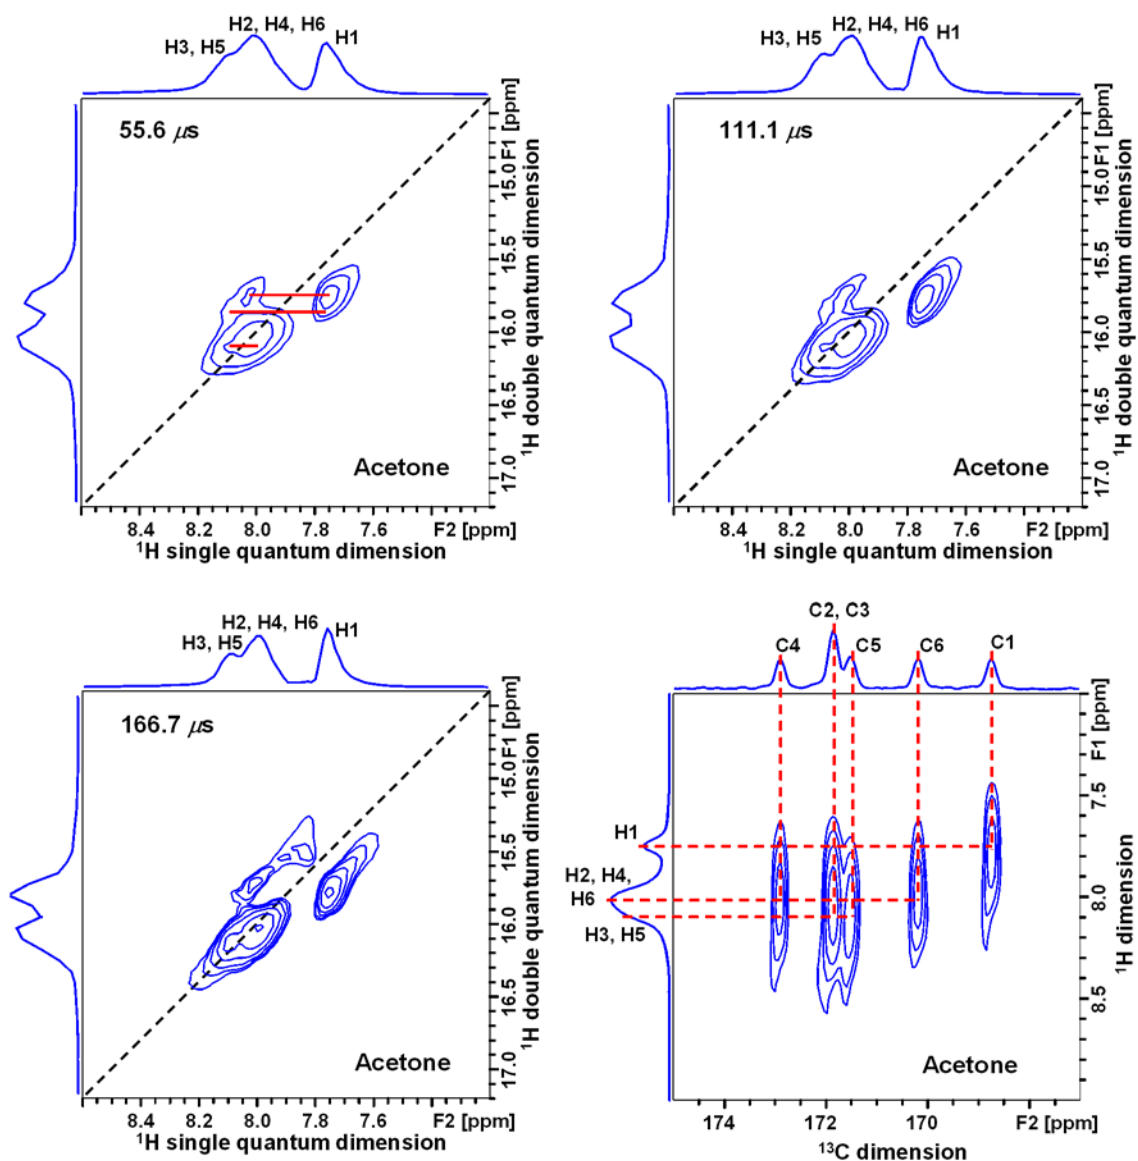 H2, H4, H6
H3, H5
H1
55.6 μs
15.0
15.5
16.0
16.5
17.0
F1 [ppm]
¹H double quantum dimension
Acetone
8.4
8.2
8.0
7.8
7.6
F2 [ppm]
¹H single quantum dimension
H2, H4, H6
H3, H5
H1
111.1 μs
15.0
15.5
16.0
16.5
17.0
F1 [ppm]
¹H double quantum dimension
Acetone
8.4
8.2
8.0
7.8
7.6
F2 [ppm]
¹H single quantum dimension
H2, H4, H6
H3, H5
H1
166.7 μs
15.0
15.5
16.0
16.5
17.0
F1 [ppm]
¹H double quantum dimension
Acetone
8.4
8.2
8.0
7.8
7.6
F2 [ppm]
¹H single quantum dimension
C2, C3
C4
C5
C6
C1
H1
H2, H4,
H6
H3, H5
F1 [ppm]
7.5
8.0
8.5
¹H dimension
Acetone
174
172
170
F2 [ppm]
¹³C dimension